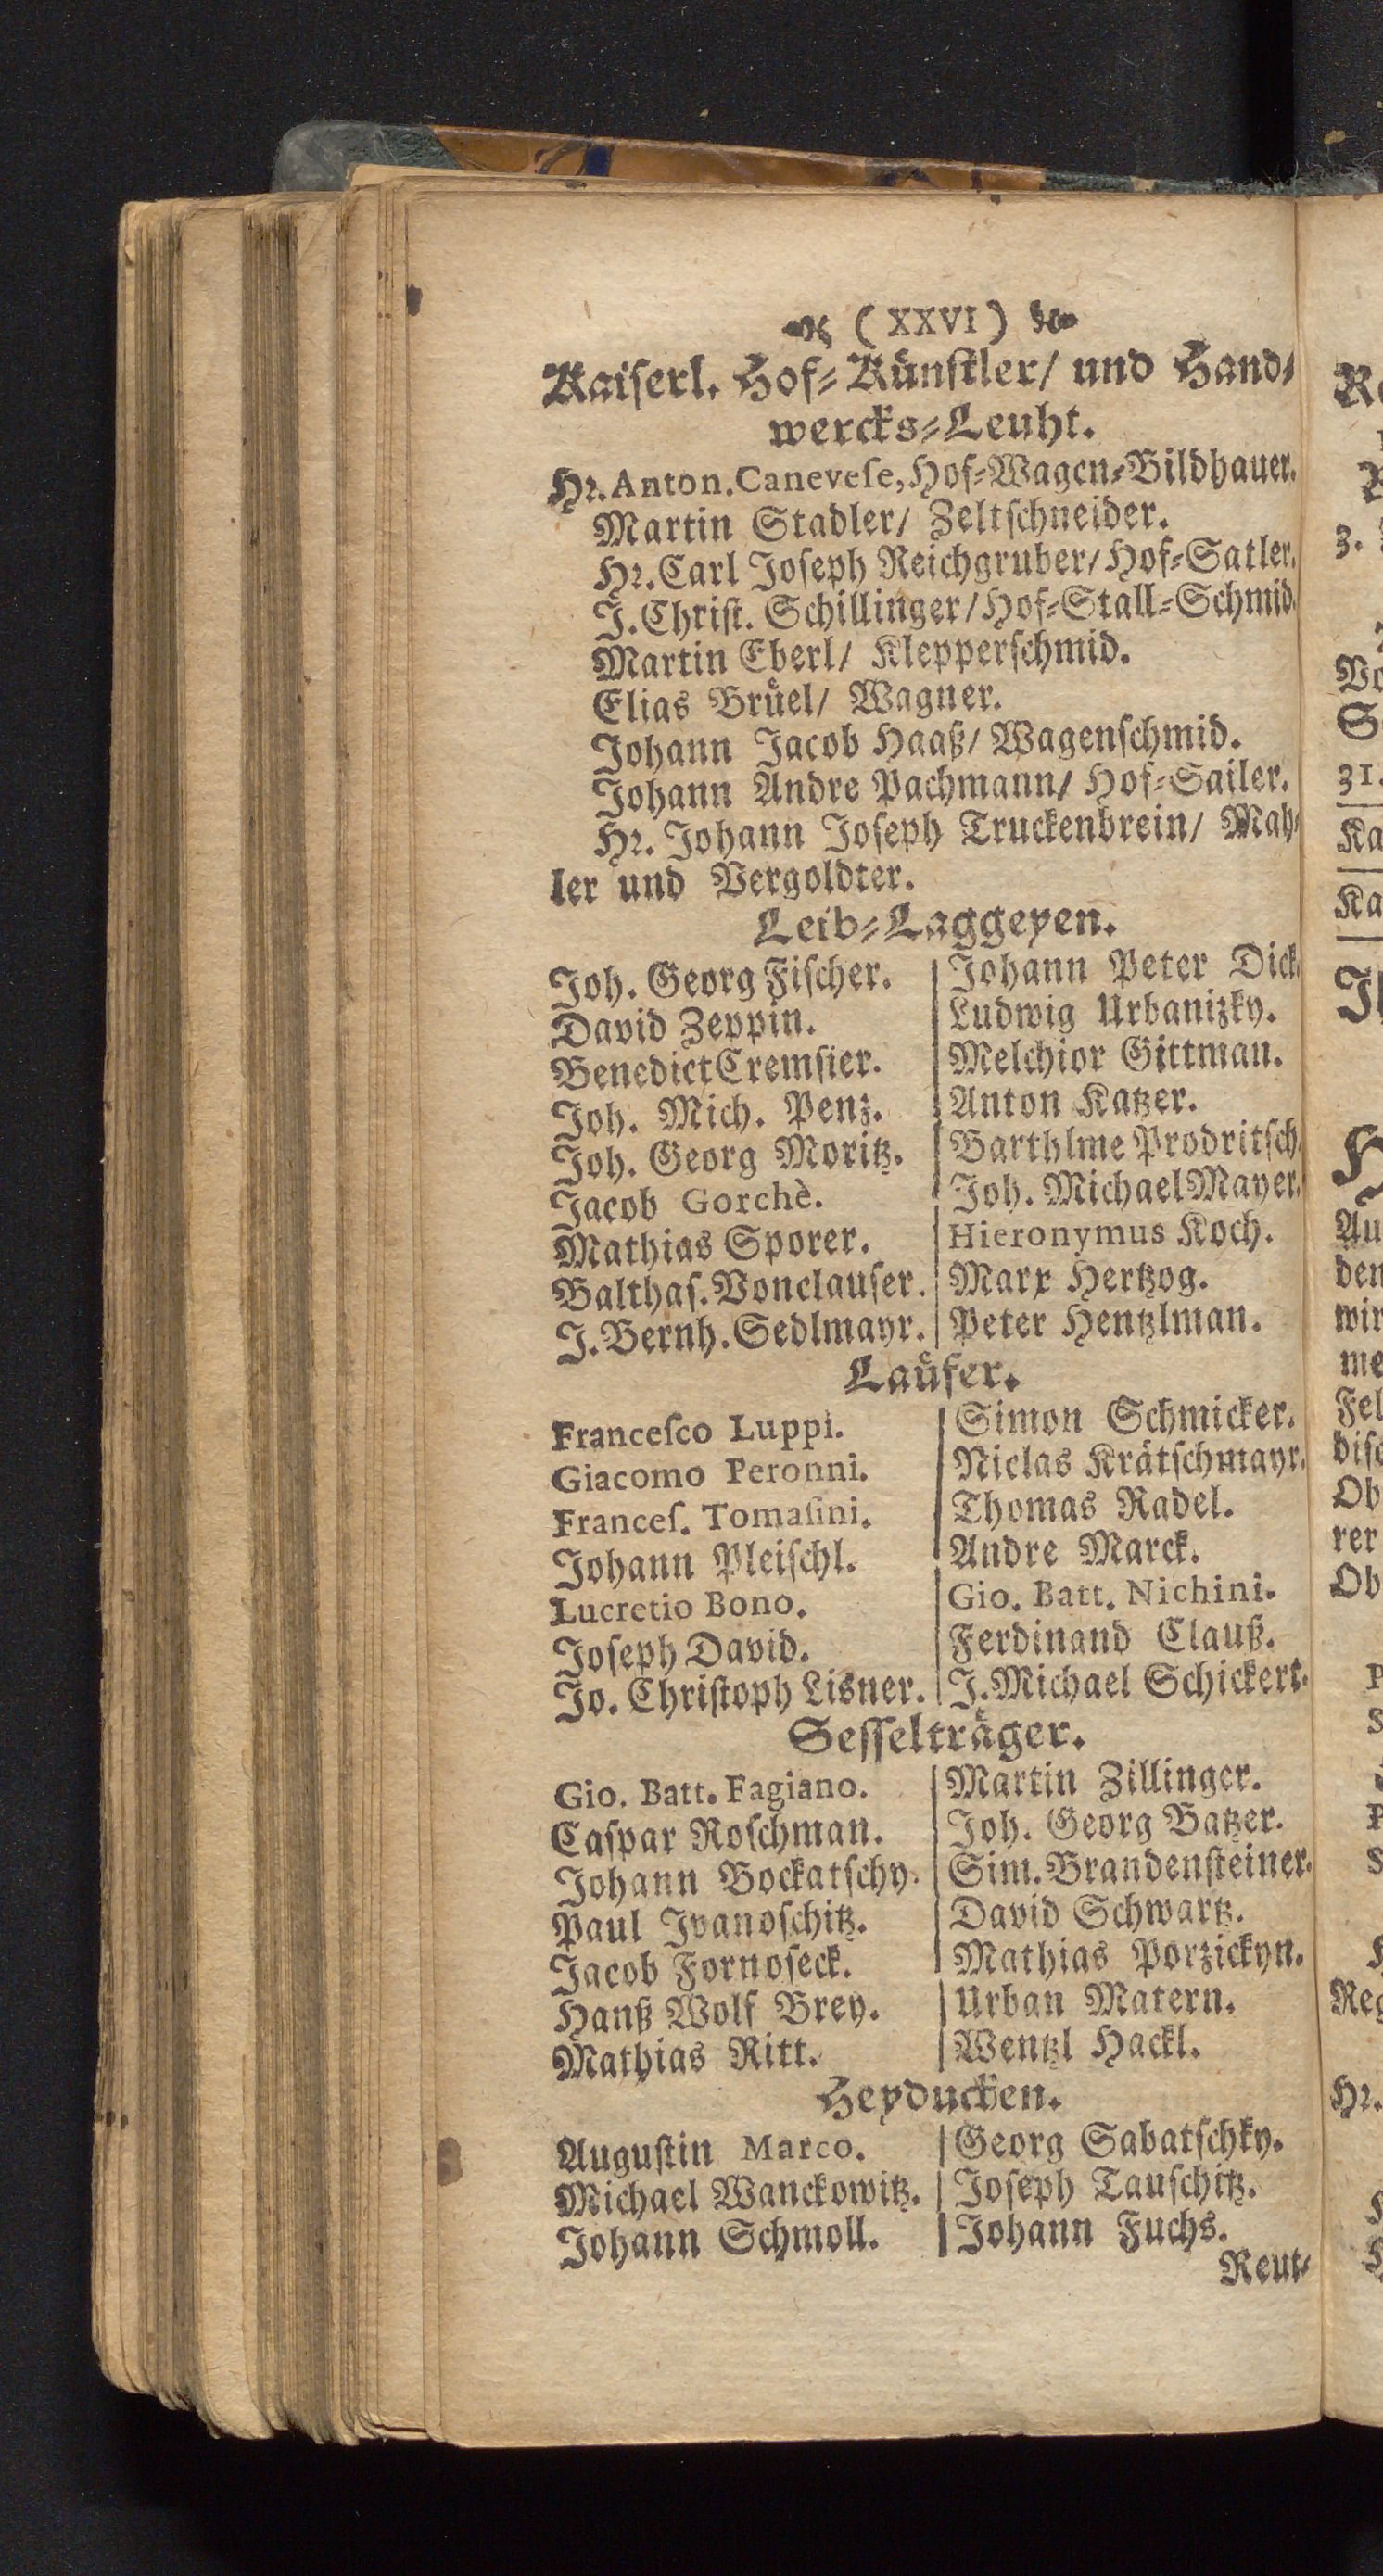 (XXVI)
Kaiserl. Hof-Künstler/ und Hand-
wercks-Leuht.
Hr. Anton. Canevese, Hof-Wagen-Bildhauer.
Martin Stadler/ Zeltschneider.
Hr. Carl Joseph Reichgruber/ Hof-Satler.
J. Christ. Schillinger/ Hof-Stall-Schmid.
Martin Eberl/ Klepperschmid.
Elias Brüel/ Wagner.
Johann Jacob Haaß/ Wagenschmid.
Johann Andre Pachmann/ Hof-Sailer.
Hr. Johann Joseph Truckenbrein/ Mah-
ler und Vergoldter.
Leib-Laggeyen.
Joh. Georg Fischer.
David Zeppin.
Benedict Cremsier.
Joh. Mich. Penz.
Joh. Georg Moritz.
Jacob Gorchè.
Mathias Sporer.
Balthas. Vonclauser.
J. Bernh. Sedlmayr.
Johann Peter Dick.
Ludwig Urbanizky.
Melchior Gittman.
Anton Katzer.
Barthlme Prodritsch.
Joh. Michael Mayer.
Hieronymus Koch.
Marx Hertzog.
Peter Hentzlman.
Laüfer.
Francesco Luppi.
Giacomo Peronni.
Frances. Tomasini.
Johann Pleischl.
Lucretio Bono.
Joseph David.
Jo. Christoph Lisner.
Simon Schmicker.
Niclas Krätschmayr.
Thomas Radel.
Andre Marck.
Gio. Batt. Nichini.
Ferdinand Clauß.
J. Michael Schickert.
Sesselträger.
Gio. Batt. Fagiano.
Caspar Roschman.
Johann Bockatschy.
Paul Ivanoschitz.
Jacob Fornoseck.
Hanß Wolf Brey.
Mathias Ritt.
Martin Zillinger.
Joh. Georg Batzer.
Sim. Brandensteiner.
David Schwartz.
Mathias Porzickyn.
Urban Matern.
Wentzl Hackl.
Heyducken.
Augustin Marco.
Michael Wanckowitz.
Johann Schmoll.
Georg Sabatschky.
Joseph Tauschitz.
Johann Fuchs.
Reut-